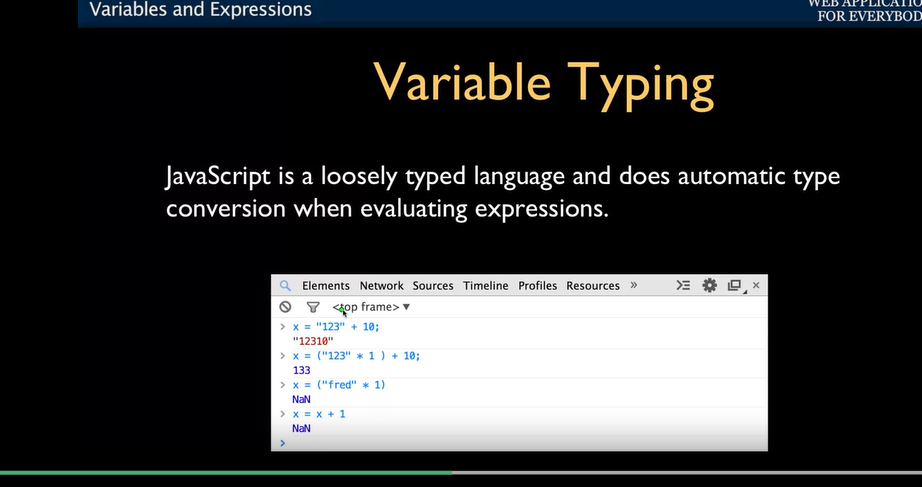 Variables and Expressions
WEB APPLICATIO
FOR EVERYBOD
Variable Typing
JavaScript is a loosely typed language and does automatic type
conversion when evaluating expressions.
Elements Network Sources Timeline Profiles Resources »
<top frame> ▼
> x = "123" + 10;
"12310"
> x = ("123" * 1 ) + 10;
133
> x = ("fred" * 1)
NaN
> x = x + 1
NaN
>